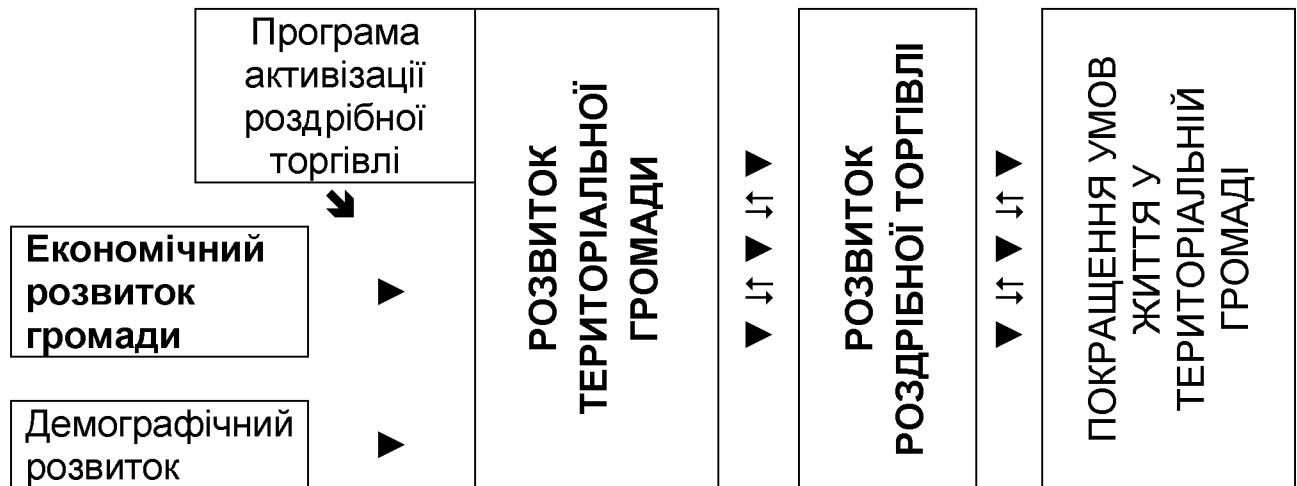 Програма
активізації
роздрібної
торгівлі
Економічний
розвиток
громади
Демографічний
розвиток
РОЗВИТОК
ТЕРИТОРІАЛЬНОЇ
ГРОМАДИ
РОЗВИТОК
РОЗДРІБНОЇ ТОРГІВЛІ
ПОКРАЩЕННЯ УМОВ
ЖИТТЯ У
ТЕРИТОРІАЛЬНІЙ
ГРОМАДІ